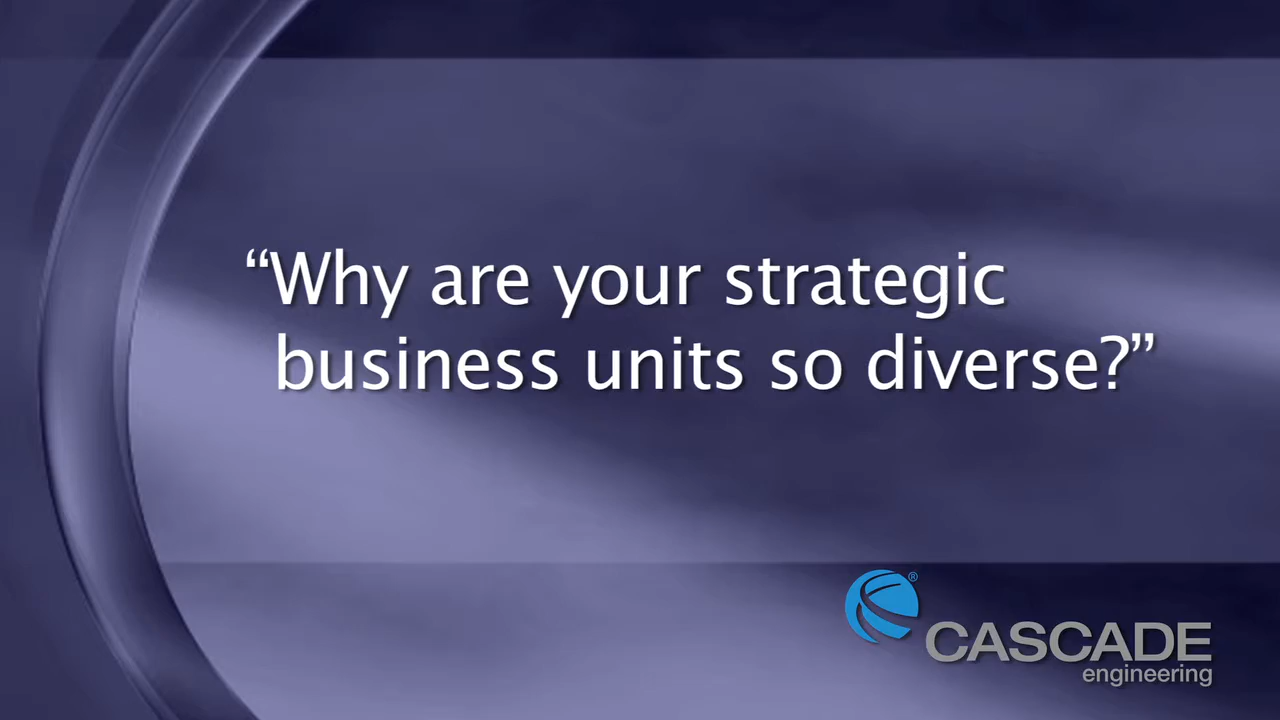 “Why are your strategic
business units so diverse?”
®
CASCADE
engineering